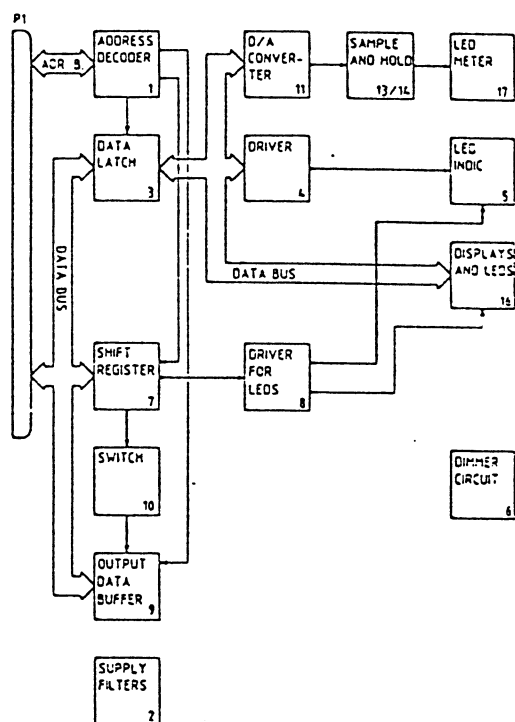 P1
ADR B.
ADDRESS
DECODER
1
D/A
CONVER-
TER
11
SAMPLE
AND HOLD
13/14
LED
METER
17
DATA
LATCH
3
DRIVER
4
LED
INDIC
5
DATA BUS
DATA BUS
DISPLAYS
AND LEDS
16
SHIFT
REGISTER
7
DRIVER
FOR
LEDS
8
SWITCH
10
DIMMER
CIRCUIT
6
OUTPUT
DATA
BUFFER
9
SUPPLY
FILTERS
2